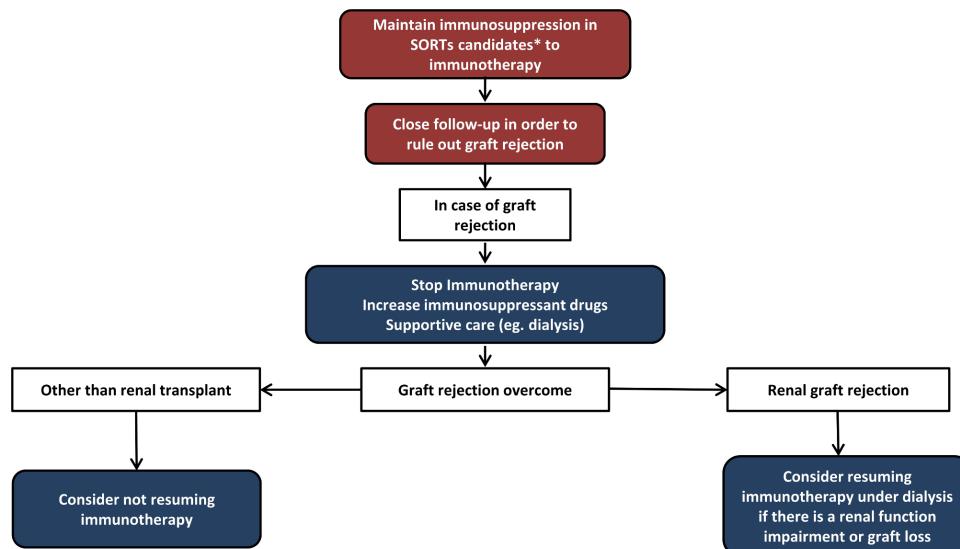 Maintain immunosuppression in
SORTs candidates* to
immunotherapy
Close follow-up in order to
rule out graft rejection
In case of graft
rejection
Stop Immunotherapy
Increase immunosuppressant drugs
Supportive care (eg. dialysis)
Other than renal transplant
Graft rejection overcome
Renal graft rejection
Consider not resuming
immunotherapy
Consider resuming
immunotherapy under dialysis
if there is a renal function
impairment or graft loss